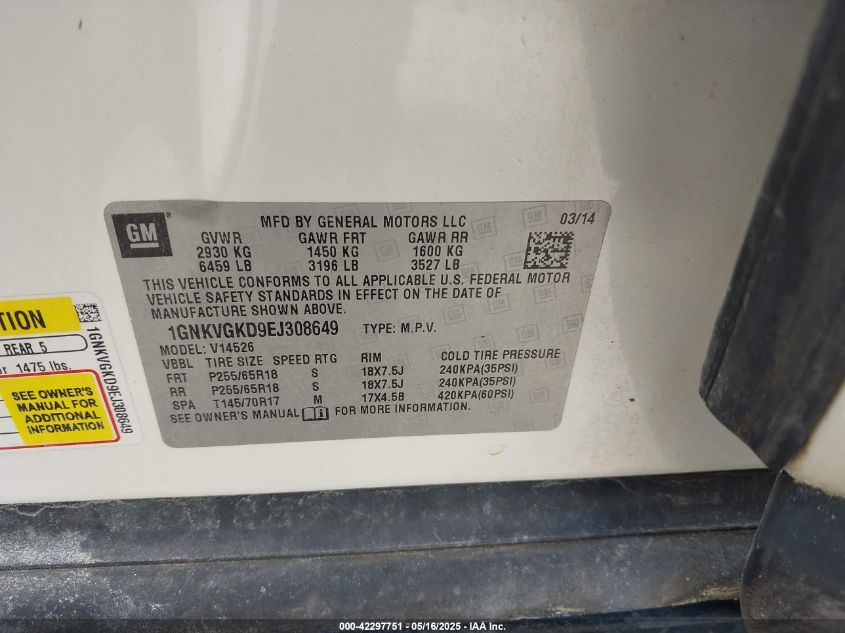 GM
®
MFD BY GENERAL MOTORS LLC
03/14
GVWR GAWR FRT GAWR RR
2930 KG 1450 KG 1600 KG
6459 LB 3196 LB 3527 LB
THIS VEHICLE CONFORMS TO ALL APPLICABLE U.S. FEDERAL MOTOR
VEHICLE SAFETY STANDARDS IN EFFECT ON THE DATE OF
MANUFACTURE SHOWN ABOVE.
1GNKVGKD9EJ308649 TYPE: M.P.V.
MODEL: V14526
VBBL TIRE SIZE SPEED RTG RIM COLD TIRE PRESSURE
FRT P255/65R18 S 18X7.5J 240KPA(35PSI)
RR P255/65R18 S 18X7.5J 240KPA(35PSI)
SPA T145/70R17 M 17X4.5B 420KPA(60PSI)
SEE OWNER'S MANUAL FOR MORE INFORMATION.
TION
REAR 5
or 1475 lbs.
SEE OWNER'S
MANUAL FOR
ADDITIONAL
INFORMATION
1GNKVGKD9EJ308649
000-42297751 - 05/16/2025 - IAA Inc.